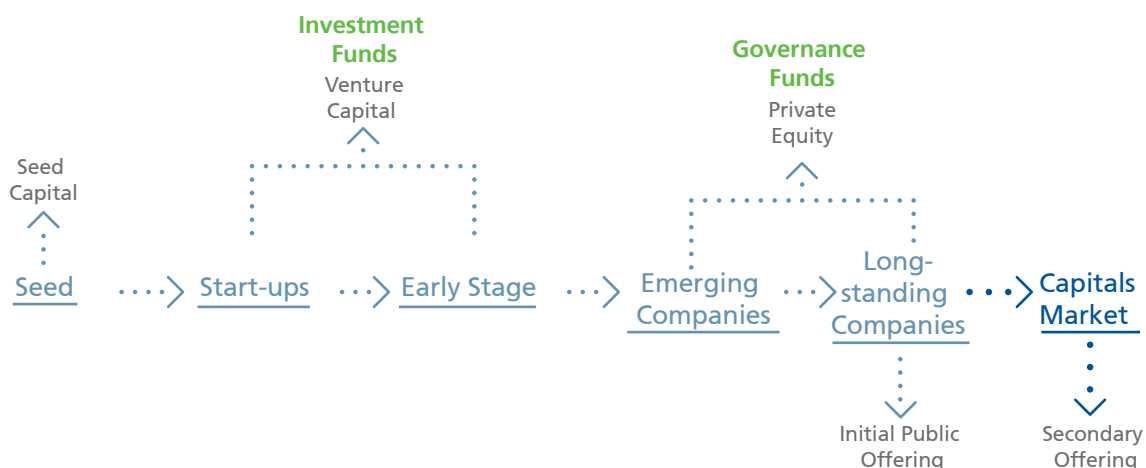 Investment
Funds
Venture
Capital
Governance
Funds
Private
Equity
Seed
Capital
Seed
Start-ups
Early Stage
Emerging
Companies
Long-
standing
Companies
Capitals
Market
Initial Public
Offering
Secondary
Offering